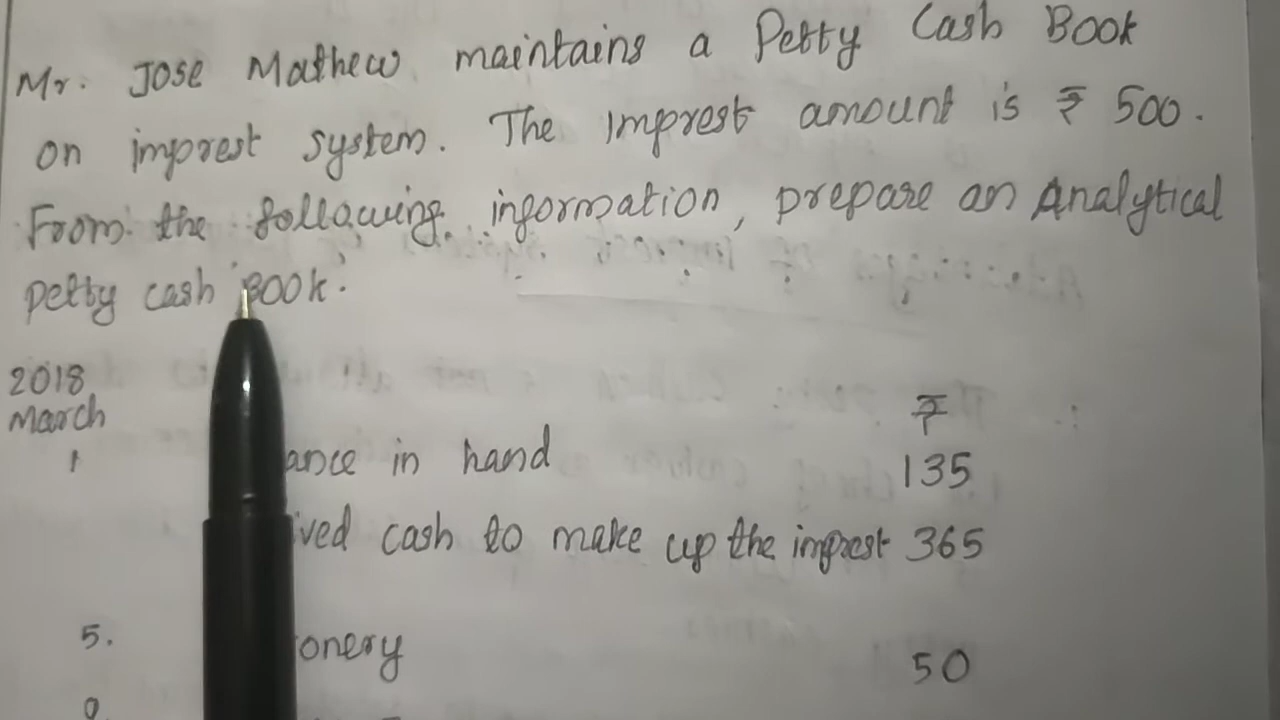 Mr. Jose Mathew maintains a Petty Cash Book
on imprest system. The Imprest amount is ₹ 500.
From the following information, prepare an Analytical
petty cash Book.
2018
March ₹
1 ance in hand 135
ived cash to make up the imprest 365
5. onery 50